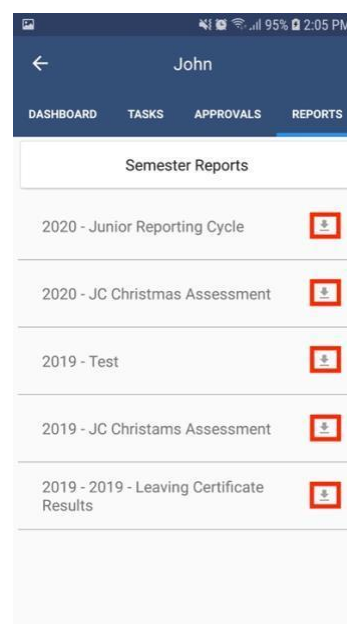 95% 2:05 PM
John
DASHBOARD TASKS APPROVALS REPORTS
Semester Reports
2020 - Junior Reporting Cycle
2020 - JC Christmas Assessment
2019 - Test
2019 - JC Christams Assessment
2019 - 2019 - Leaving Certificate
Results